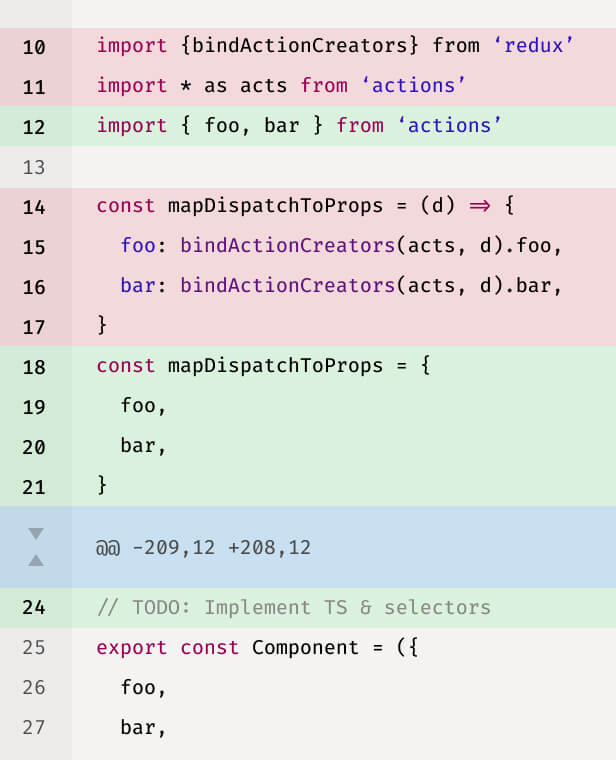 10 import {bindActionCreators} from ‘redux’
11 import * as acts from ‘actions’
12 import { foo, bar } from ‘actions’
13
14 const mapDispatchToProps = (d) => {
15 foo: bindActionCreators(acts, d).foo,
16 bar: bindActionCreators(acts, d).bar,
17 }
18 const mapDispatchToProps = {
19 foo,
20 bar,
21 }
@@ -209,12 +208,12
24 // TODO: Implement TS & selectors
25 export const Component = ({
26 foo,
27 bar,